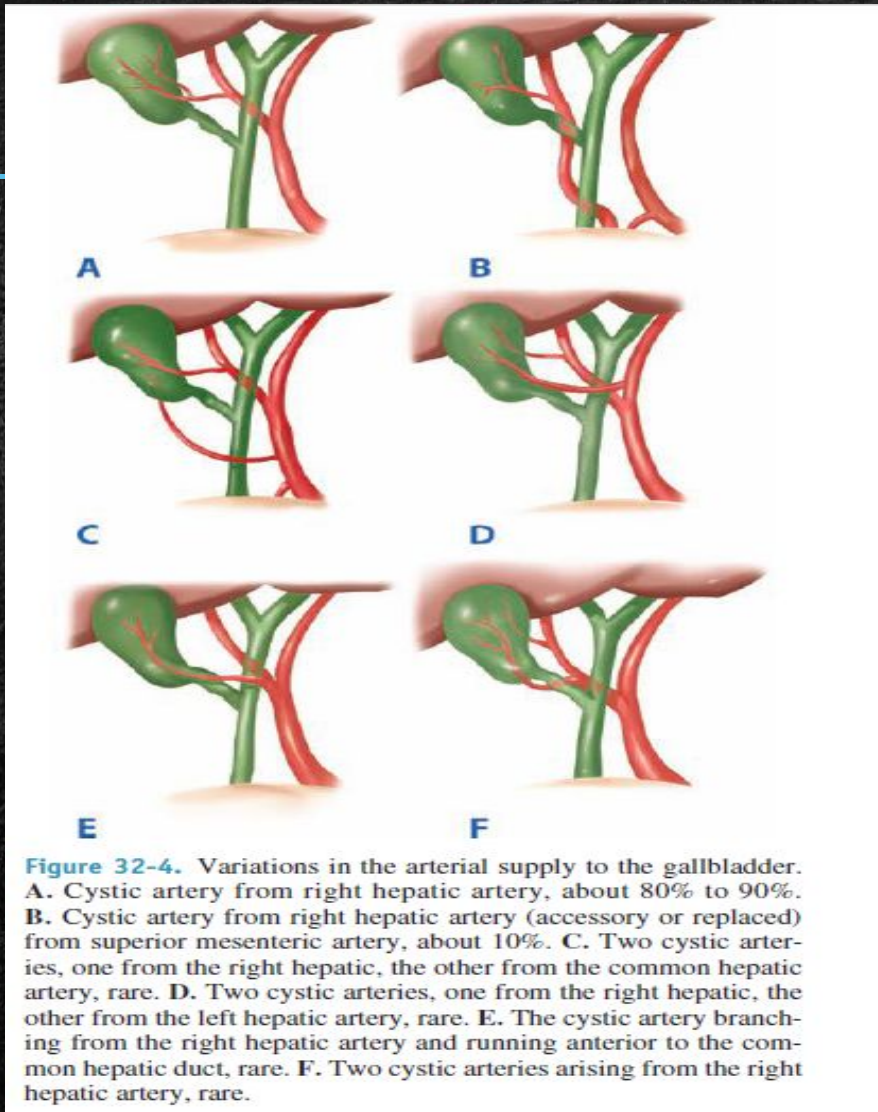 A
B
C
D
E
F
Figure 32-4. Variations in the arterial supply to the gallbladder.
A. Cystic artery from right hepatic artery, about 80% to 90%.
B. Cystic artery from right hepatic artery (accessory or replaced)
from superior mesenteric artery, about 10%. C. Two cystic arter-
ies, one from the right hepatic, the other from the common hepatic
artery, rare. D. Two cystic arteries, one from the right hepatic, the
other from the left hepatic artery, rare. E. The cystic artery branch-
ing from the right hepatic artery and running anterior to the com-
mon hepatic duct, rare. F. Two cystic arteries arising from the right
hepatic artery, rare.